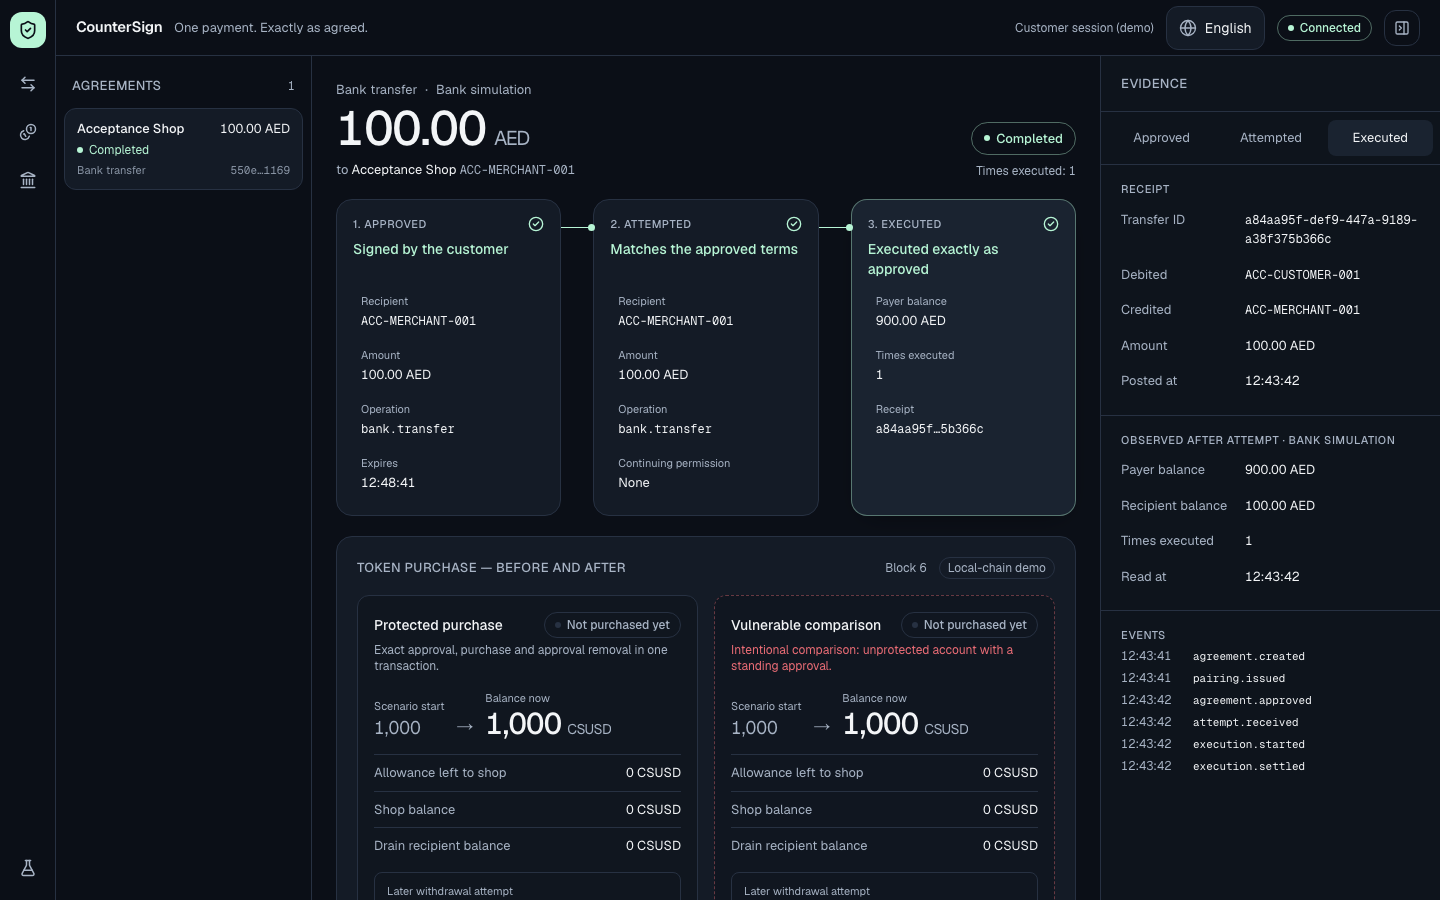 CounterSign One payment. Exactly as agreed.
Customer session (demo) English Connected
AGREEMENTS 1
Acceptance Shop 100.00 AED
Completed
Bank transfer 550e…1169
Bank transfer · Bank simulation
100.00 AED
to Acceptance Shop ACC-MERCHANT-001
Completed
Times executed: 1
1. APPROVED
Signed by the customer
Recipient
ACC-MERCHANT-001
Amount
100.00 AED
Operation
bank.transfer
Expires
12:48:41
2. ATTEMPTED
Matches the approved terms
Recipient
ACC-MERCHANT-001
Amount
100.00 AED
Operation
bank.transfer
Continuing permission
None
3. EXECUTED
Executed exactly as
approved
Payer balance
900.00 AED
Times executed
1
Receipt
a84aa95f…5b366c
TOKEN PURCHASE — BEFORE AND AFTER
Block 6 Local-chain demo
Protected purchase Not purchased yet
Exact approval, purchase and approval removal in one
transaction.
Scenario start
1,000
→
Balance now
1,000 CSUSD
Allowance left to shop 0 CSUSD
Shop balance 0 CSUSD
Drain recipient balance 0 CSUSD
Later withdrawal attempt
Vulnerable comparison Not purchased yet
Intentional comparison: unprotected account with a
standing approval.
Scenario start
1,000
→
Balance now
1,000 CSUSD
Allowance left to shop 0 CSUSD
Shop balance 0 CSUSD
Drain recipient balance 0 CSUSD
Later withdrawal attempt
EVIDENCE
Approved Attempted Executed
RECEIPT
Transfer ID a84aa95f-def9-447a-9189-
a38f375b366c
Debited ACC-CUSTOMER-001
Credited ACC-MERCHANT-001
Amount 100.00 AED
Posted at 12:43:42
OBSERVED AFTER ATTEMPT · BANK SIMULATION
Payer balance 900.00 AED
Recipient balance 100.00 AED
Times executed 1
Read at 12:43:42
EVENTS
12:43:41 agreement.created
12:43:41 pairing.issued
12:43:42 agreement.approved
12:43:42 attempt.received
12:43:42 execution.started
12:43:42 execution.settled